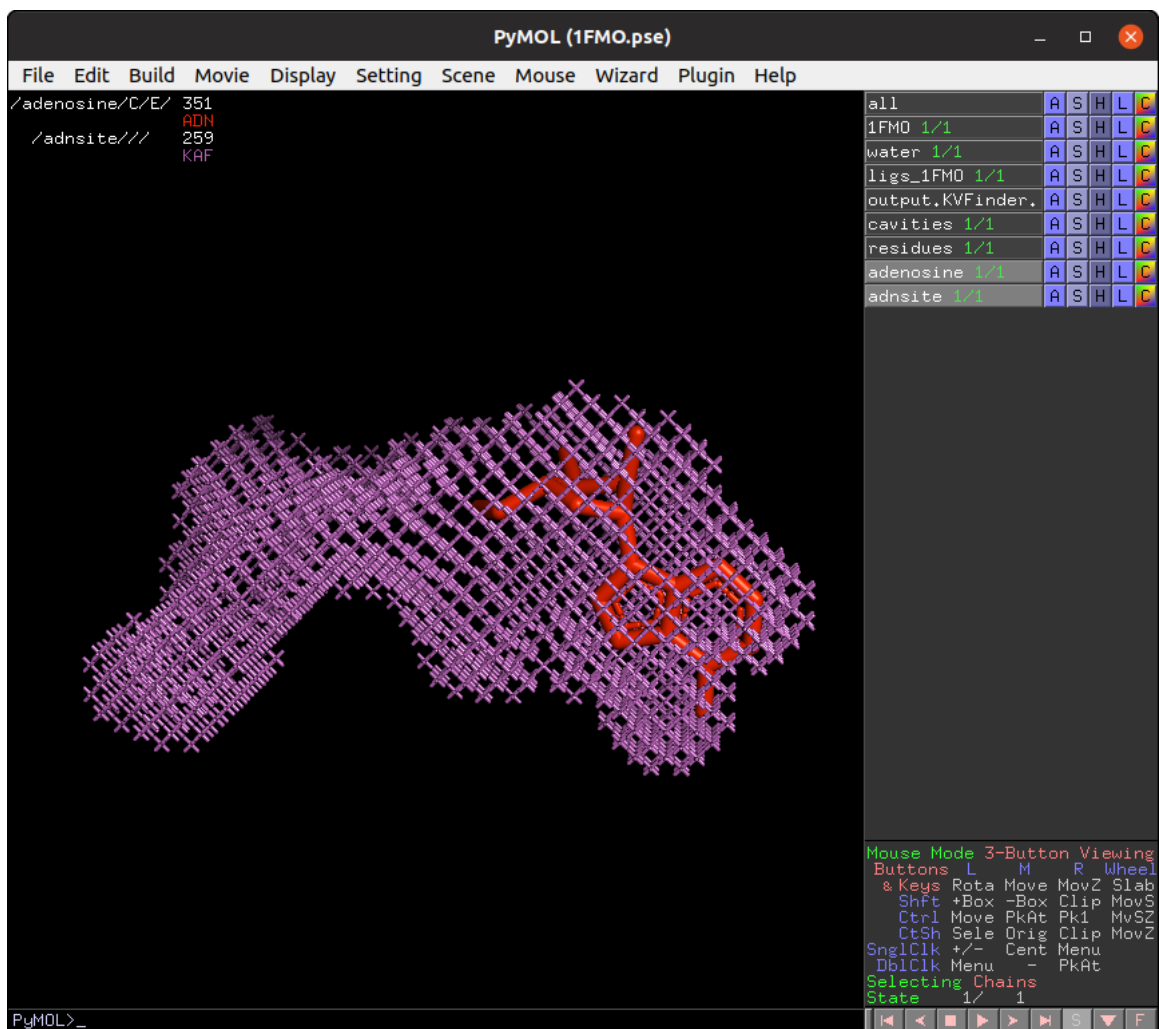 PyMOL (1FMO.pse)
File Edit Build Movie Display Setting Scene Mouse Wizard Plugin Help
/adenosine/C/E/ 351
ADN
/adnsite/// 259
KAF
all A S H L C
1FMO 1/1 A S H L C
water 1/1 A S H L C
ligs_1FMO 1/1 A S H L C
output.KVFinder. A S H L C
cavities 1/1 A S H L C
residues 1/1 A S H L C
adenosine 1/1 A S H L C
adnsite 1/1 A S H L C
Mouse Mode 3-Button Viewing
Buttons L M R Wheel
& Keys Rota Move MovZ Slab
Shft +Box -Box Clip MovS
Ctrl Move PkAt Pk1 MvSZ
CtSh Sele Orig Clip MovZ
SnglClk +/- Cent Menu
DblClk Menu - PkAt
Selecting Chains
State 1/ 1
PyMOL>_ S F